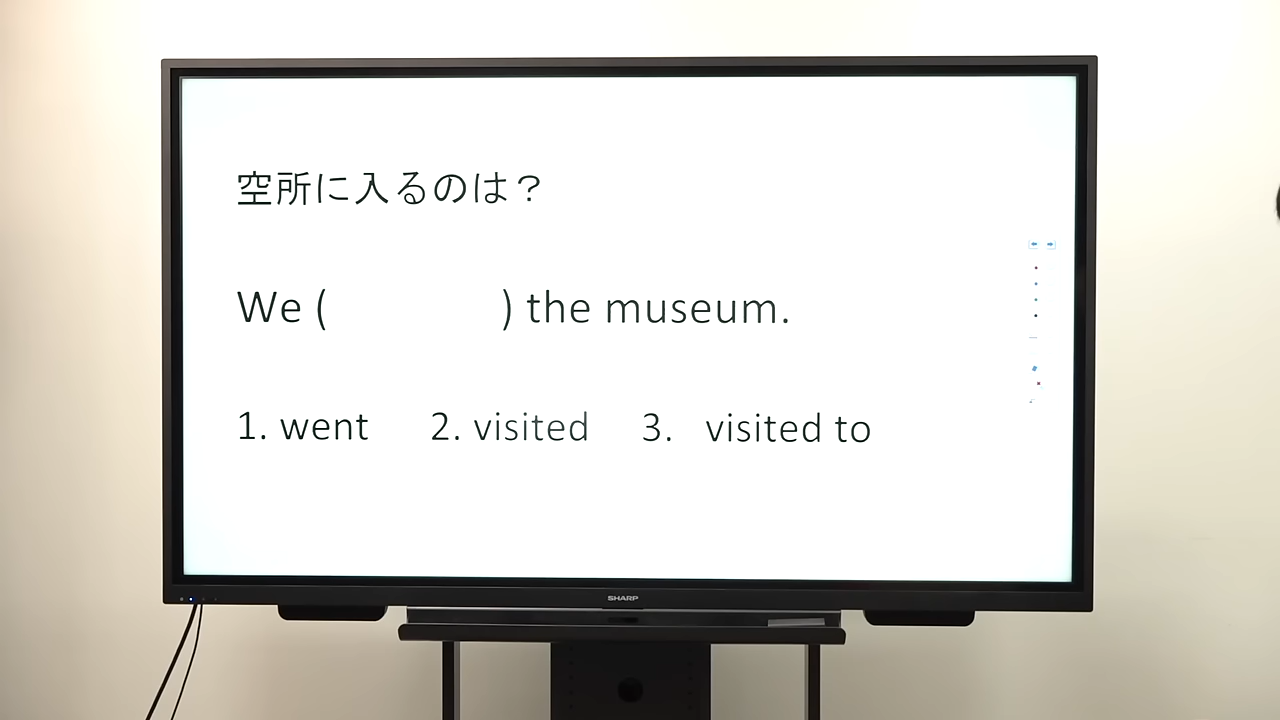 空所に入るのは？
We (               ) the museum.
1. went    2. visited    3.  visited to
SHARP